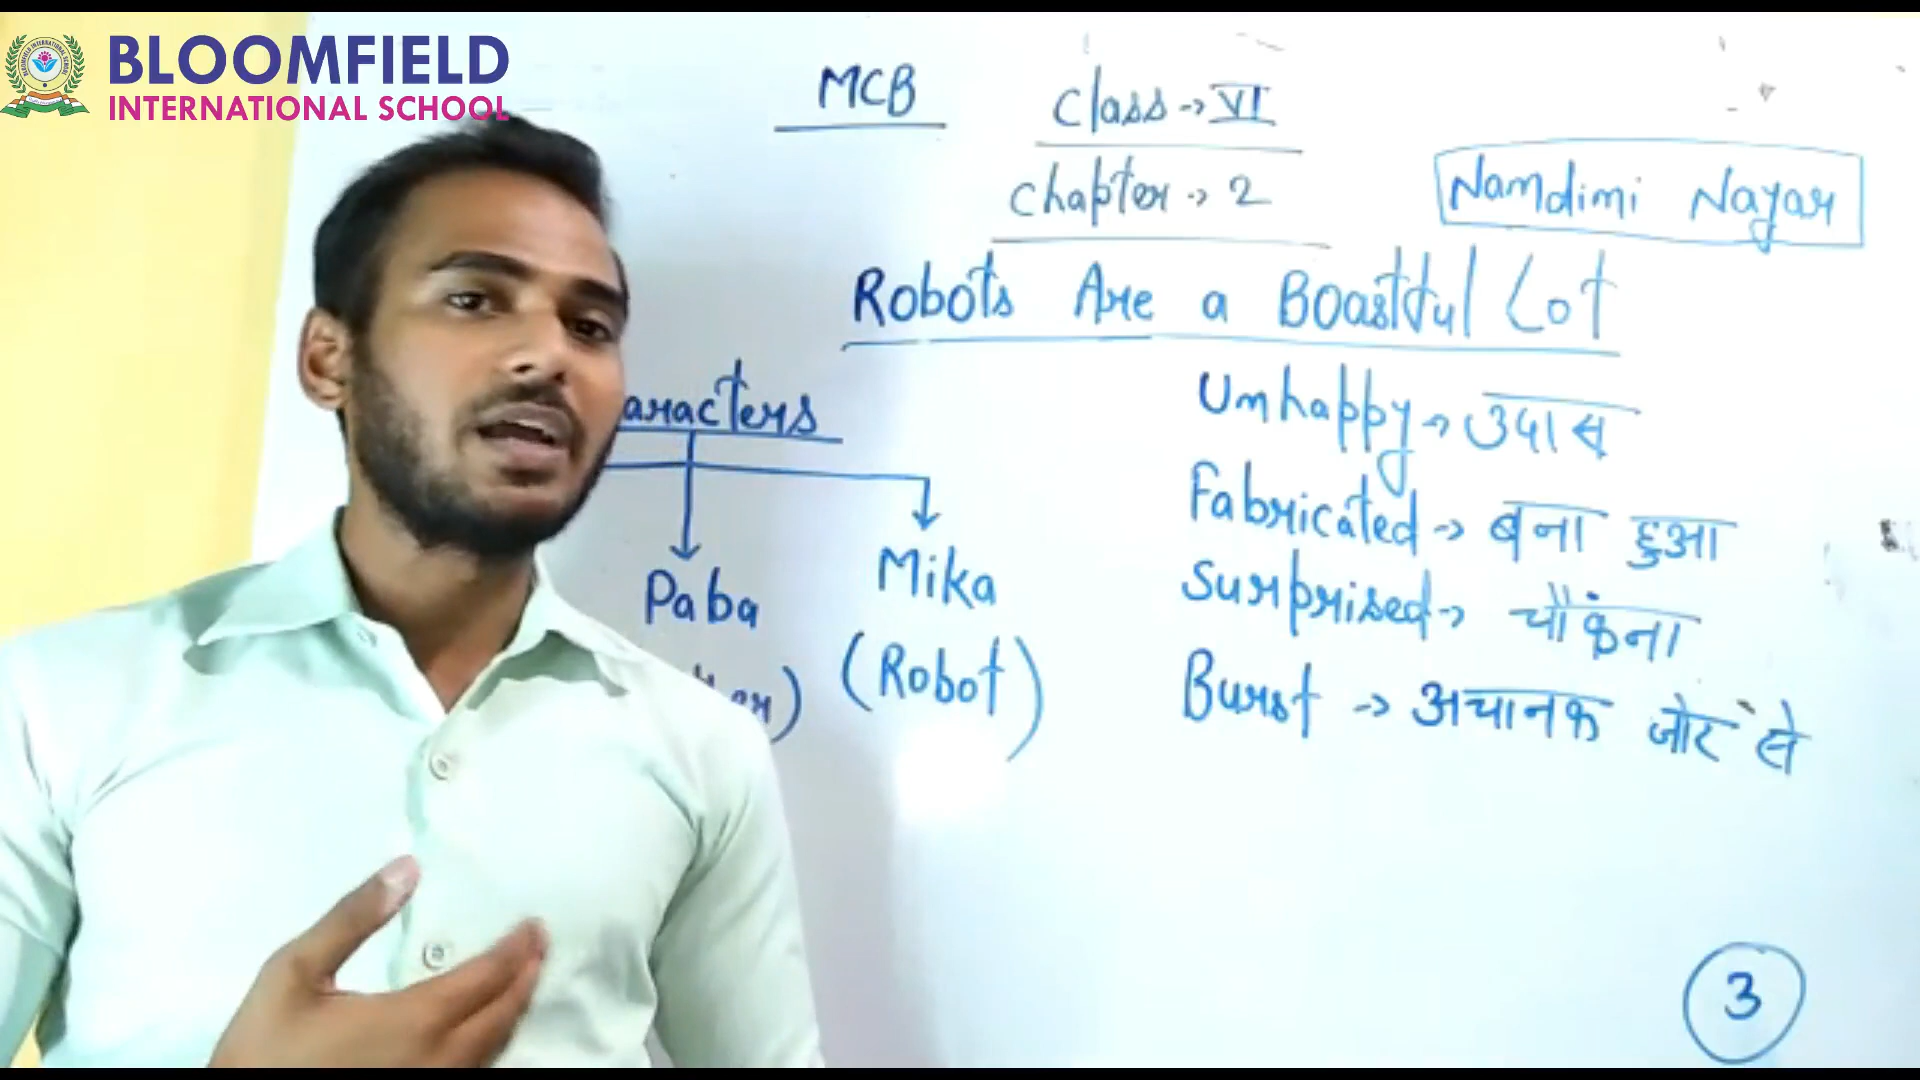 BLOOMFIELD
INTERNATIONAL SCHOOL
MCB
Class → VI
Chapter → 2
Namdimi Nayar
Robots Are a Boastful Lot
aracters
Paba
Mika
(Robot)
Unhappy → उदास
Fabricated → बना हुआ
Surprised → चौंकना
Burst → अचानक जोर से
3